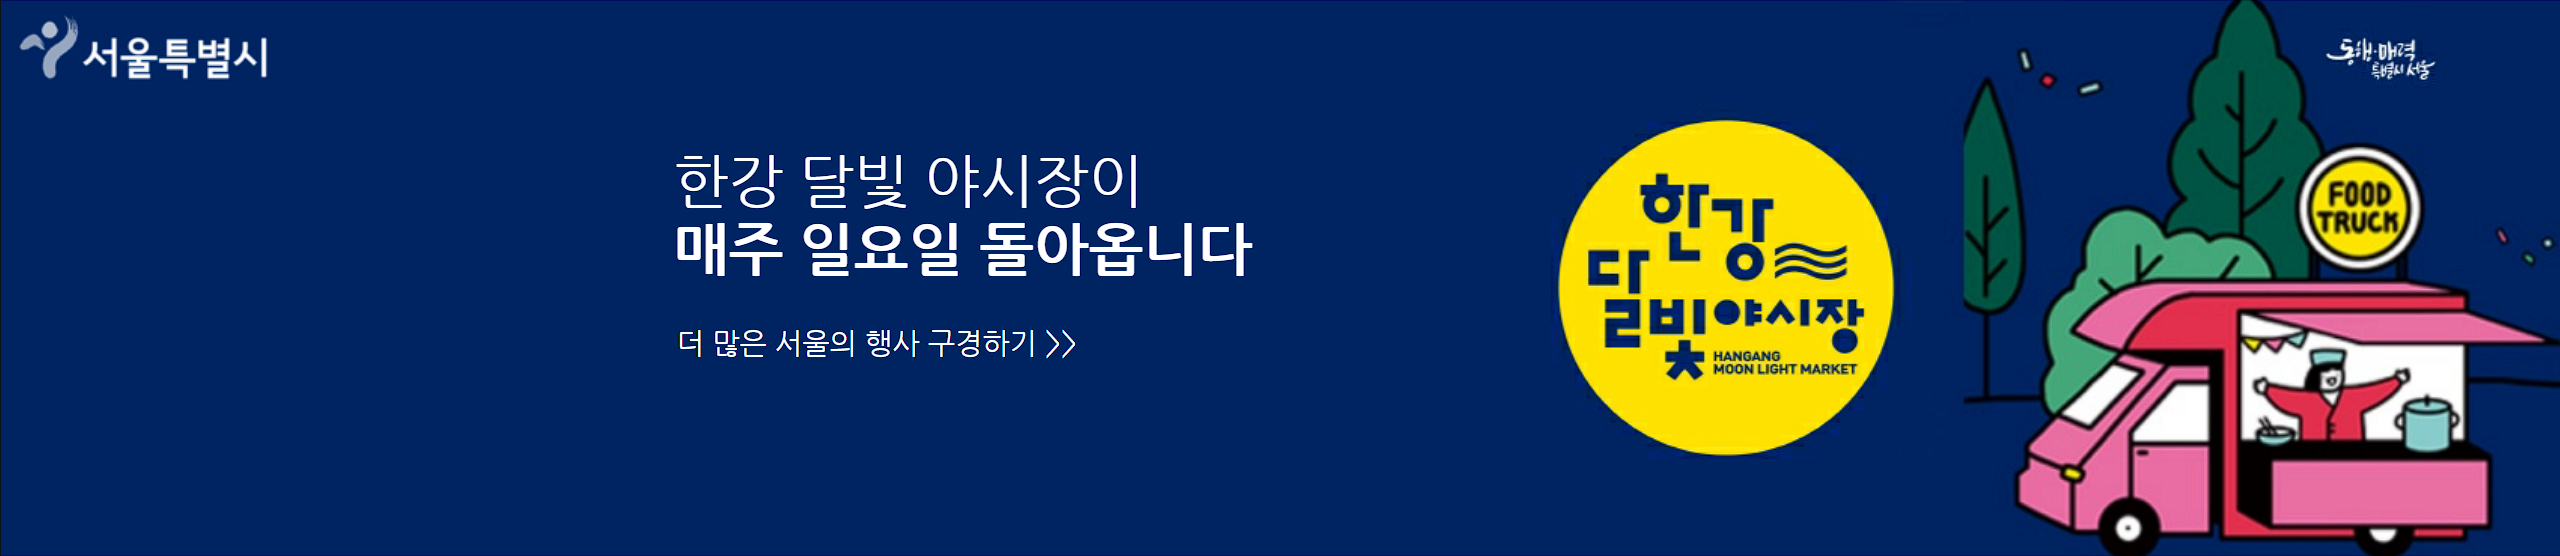 서울특별시
동행·매력
특별시 서울
한강 달빛 야시장이
매주 일요일 돌아옵니다
더 많은 서울의 행사 구경하기 >>
한강
달빛야시장
HANGANG
MOON LIGHT MARKET
FOOD
TRUCK